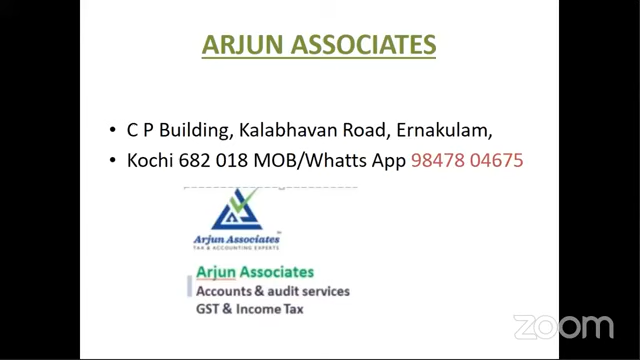 ARJUN ASSOCIATES
• C P Building, Kalabhavan Road, Ernakulam,
• Kochi 682 018 MOB/Whatts App 98478 04675
Arjun Associates
TAX & ACCOUNTING EXPERTS
Arjun Associates
Accounts & audit services
GST & Income Tax
zoom